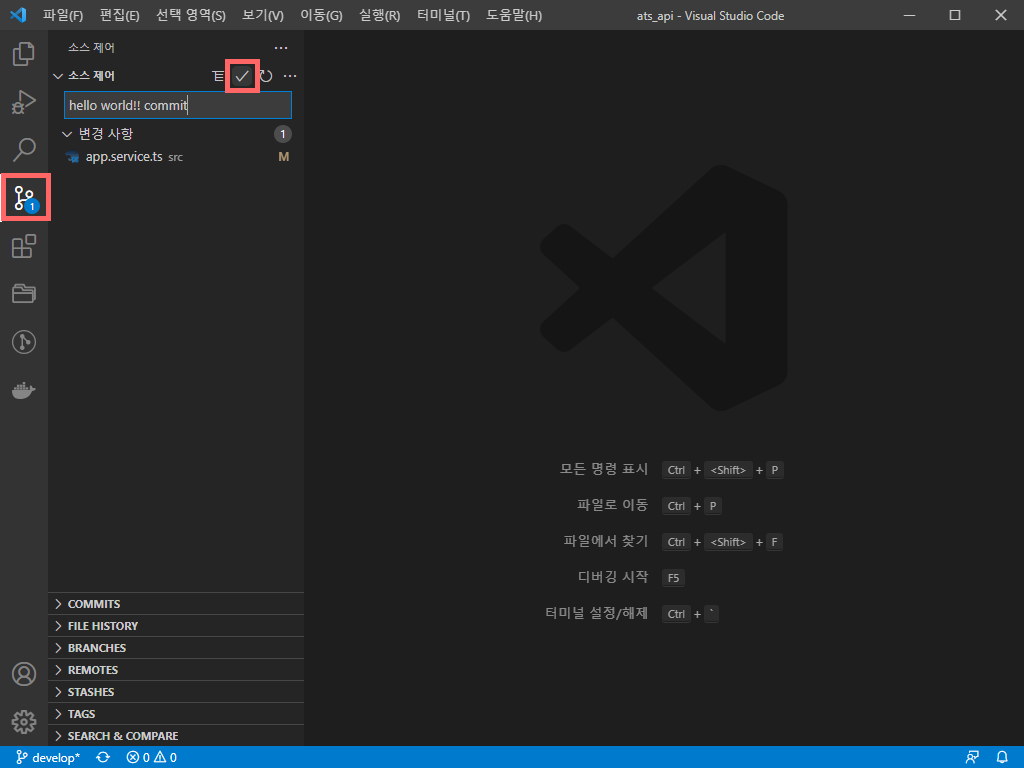 파일(F) 편집(E) 선택 영역(S) 보기(V) 이동(G) 실행(R) 터미널(T) 도움말(H) ats_api - Visual Studio Code
소스 제어
소스 제어
hello world!! commit
변경 사항 1
app.service.ts src M
1
모든 명령 표시 Ctrl + <Shift> + P
파일로 이동 Ctrl + P
파일에서 찾기 Ctrl + <Shift> + F
디버깅 시작 F5
터미널 설정/해제 Ctrl + `
COMMITS
FILE HISTORY
BRANCHES
REMOTES
STASHES
TAGS
SEARCH & COMPARE
develop* 0 0